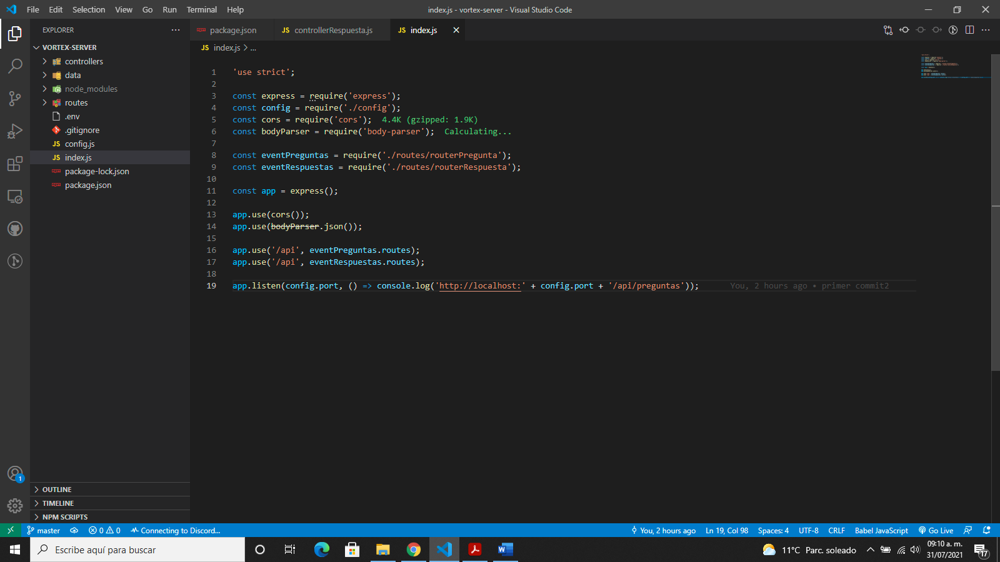 File Edit Selection View Go Run Terminal Help
index.js - vortex-server - Visual Studio Code
EXPLORER
VORTEX-SERVER
controllers
data
node_modules
routes
.env
.gitignore
config.js
index.js
package-lock.json
package.json
OUTLINE
TIMELINE
NPM SCRIPTS
package.json
JS controllerRespuesta.js
JS index.js
JS index.js > ...
1 'use strict';
2
3 const express = require('express');
4 const config = require('./config');
5 const cors = require('cors'); 4.4K (gzipped: 1.9K)
6 const bodyParser = require('body-parser'); Calculating...
7
8 const eventPreguntas = require('./routes/routerPregunta');
9 const eventRespuestas = require('./routes/routerRespuesta');
10
11 const app = express();
12
13 app.use(cors());
14 app.use(bodyParser.json());
15
16 app.use('/api', eventPreguntas.routes);
17 app.use('/api', eventRespuestas.routes);
18
19 app.listen(config.port, () => console.log('http://localhost:' + config.port + '/api/preguntas')); You, 2 hours ago • primer commit2
1
master 0 0 Connecting to Discord...
You, 2 hours ago Ln 19, Col 98 Spaces: 4 UTF-8 CRLF Babel JavaScript Go Live
Escribe aquí para buscar
11°C Parc. soleado
09:10 a. m.
31/07/2021
17